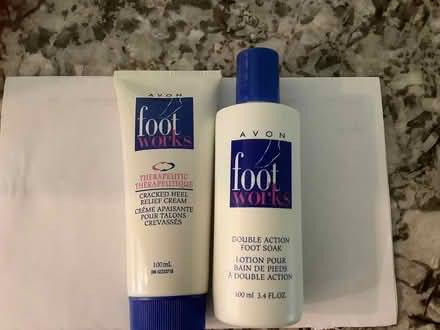 AVON
foot
works
THERAPEUTIC
THÉRAPEUTIQUE
CRACKED HEEL
RELIEF CREAM
CRÈME APAISANTE
POUR TALONS
CREVASSÉS
100 mL
AVON
foot
works
DOUBLE ACTION
FOOT SOAK
LOTION POUR
BAIN DE PIEDS
À DOUBLE ACTION
100 ml 3.4 FL.OZ.